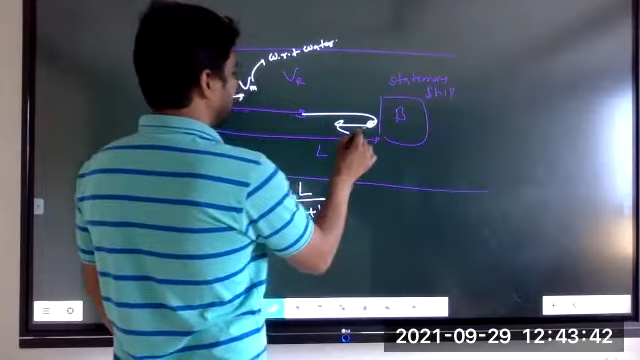 w.r.t water.
Vm
VR
stationary
ship
B
L
L
t'
2021-09-29 12:43:42